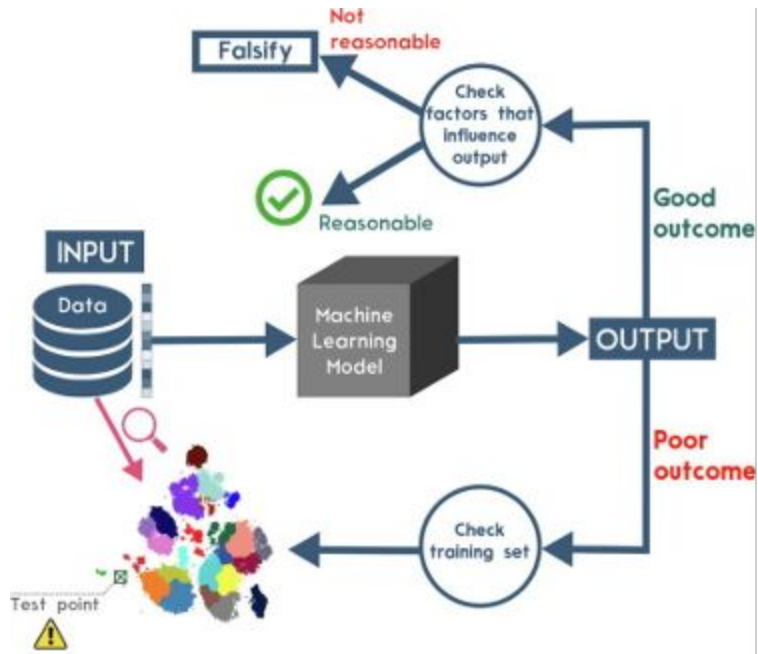 Not
reasonable
Falsify
Check
factors that
influence
output
Reasonable
Good
outcome
INPUT
Data
Machine
Learning
Model
OUTPUT
Poor
outcome
Check
training set
Test point
!